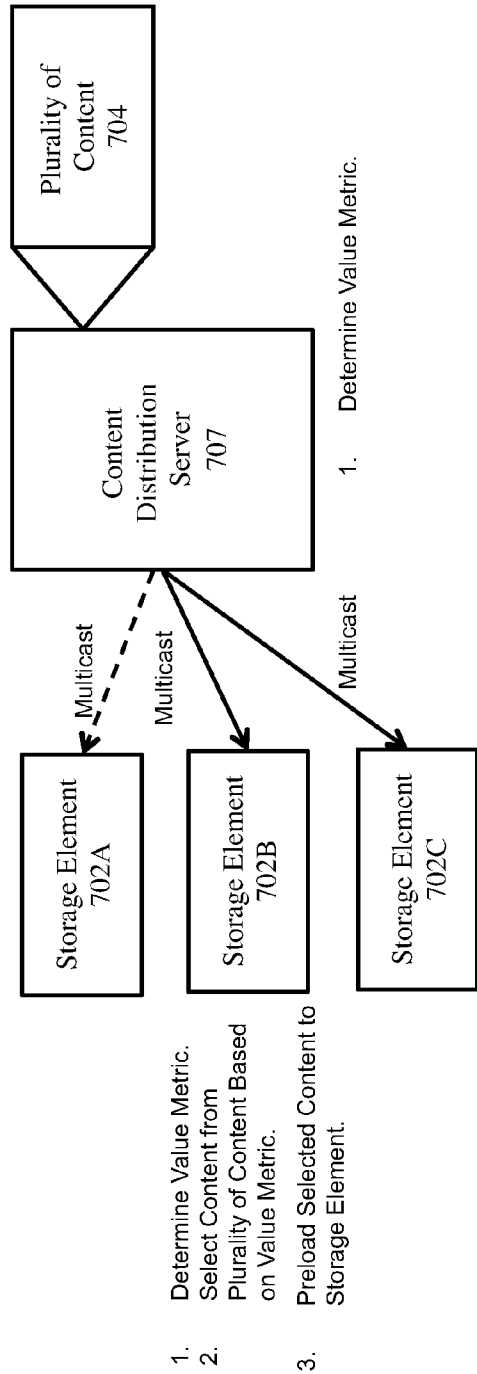 1. Determine Value Metric.
2. Select Content from
Plurality of Content Based
on Value Metric.
3. Preload Selected Content to
Storage Element.
Storage Element
702A
Storage Element
702B
Storage Element
702C
Multicast
Multicast
Multicast
Content
Distribution
Server
707
1. Determine Value Metric.
Plurality of
Content
704